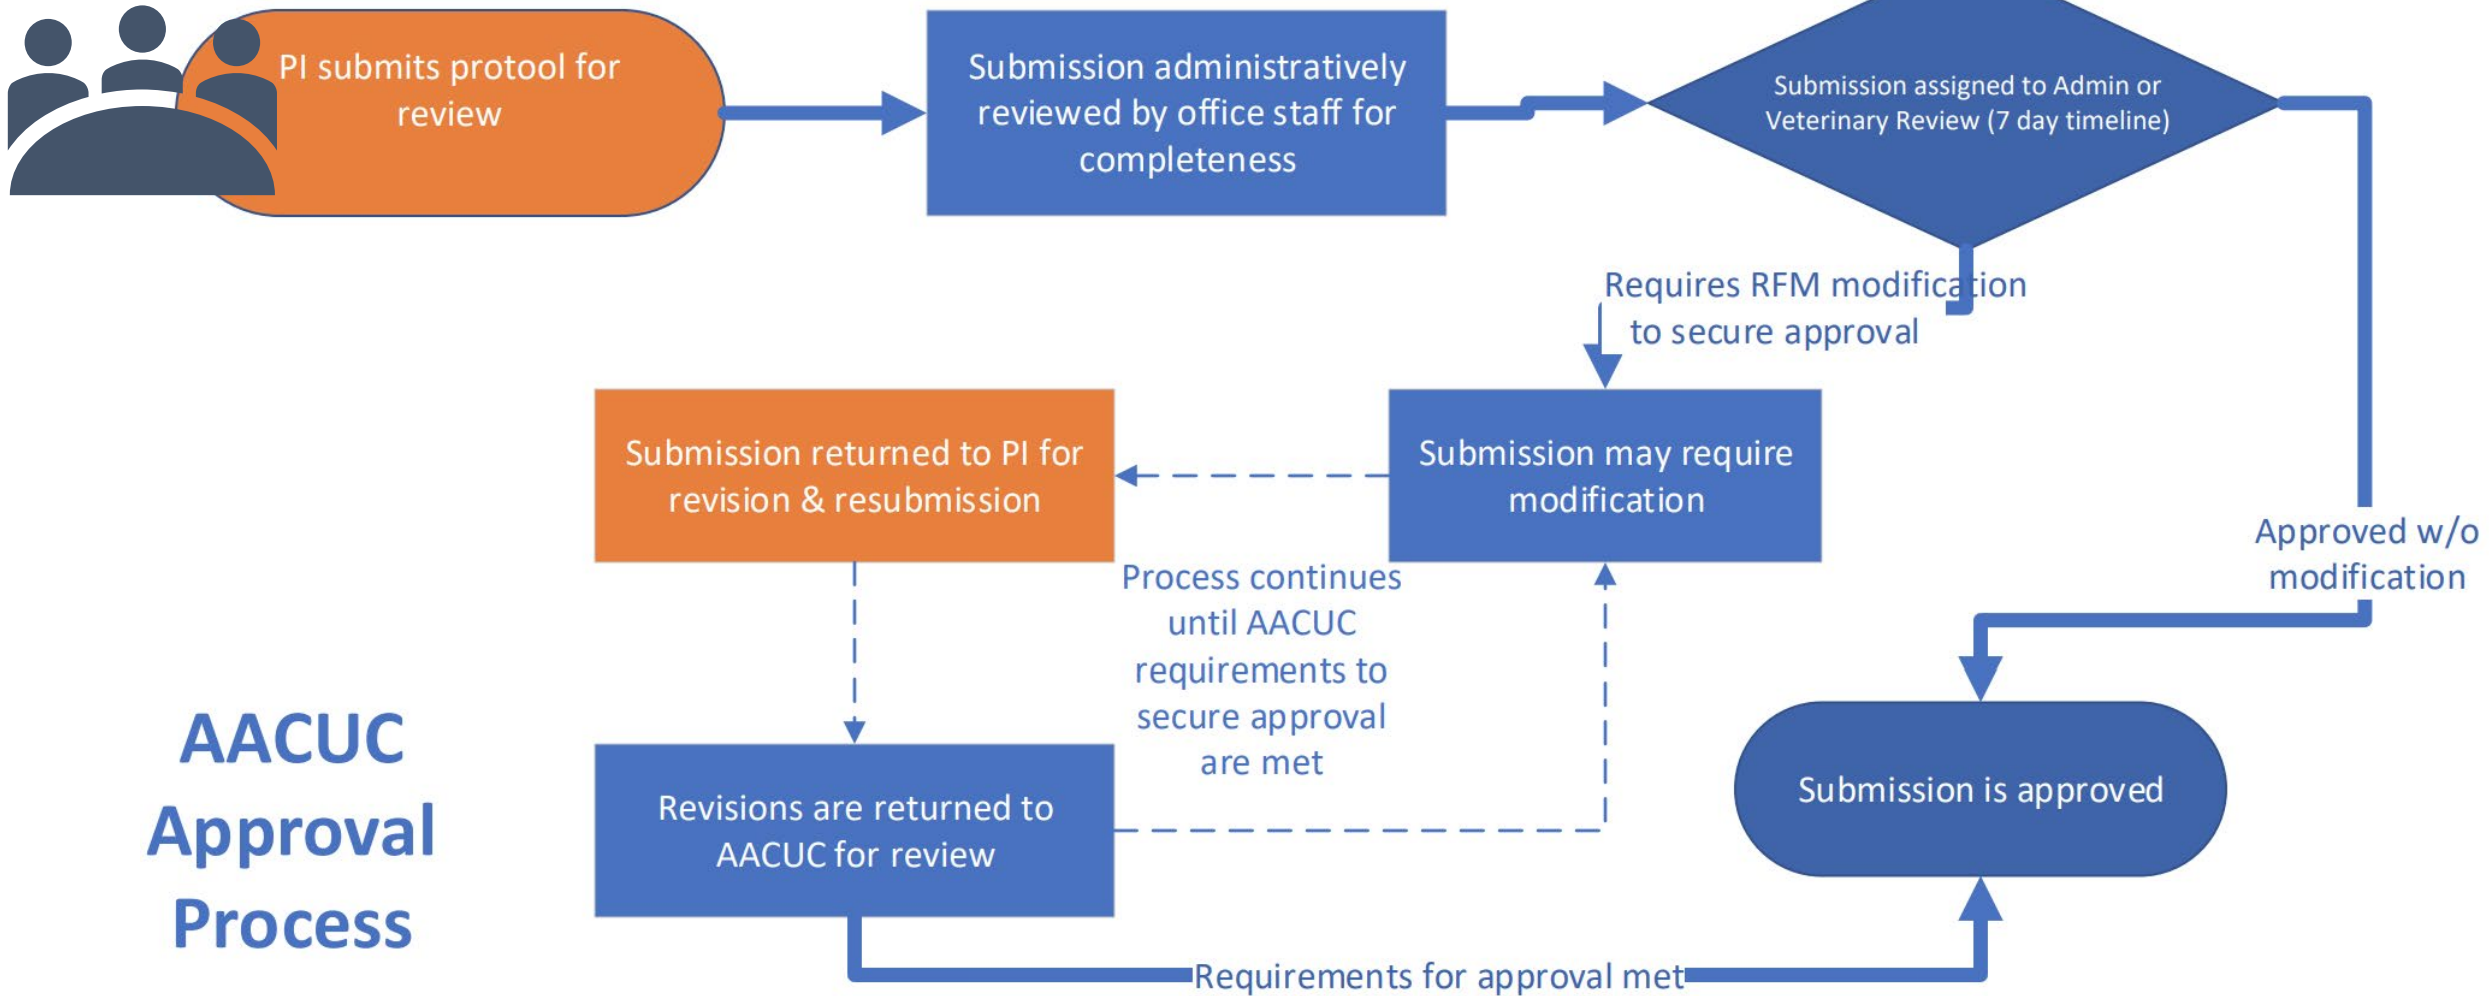 PI submits protool for
review
Submission administratively
reviewed by office staff for
completeness
Submission assigned to Admin or
Veterinary Review (7 day timeline)
Requires RFM modification
to secure approval
Submission returned to PI for
revision & resubmission
Submission may require
modification
Approved w/o
modification
Process continues
until AACUC
requirements to
secure approval
are met
AACUC
Approval
Process
Revisions are returned to
AACUC for review
Submission is approved
Requirements for approval met